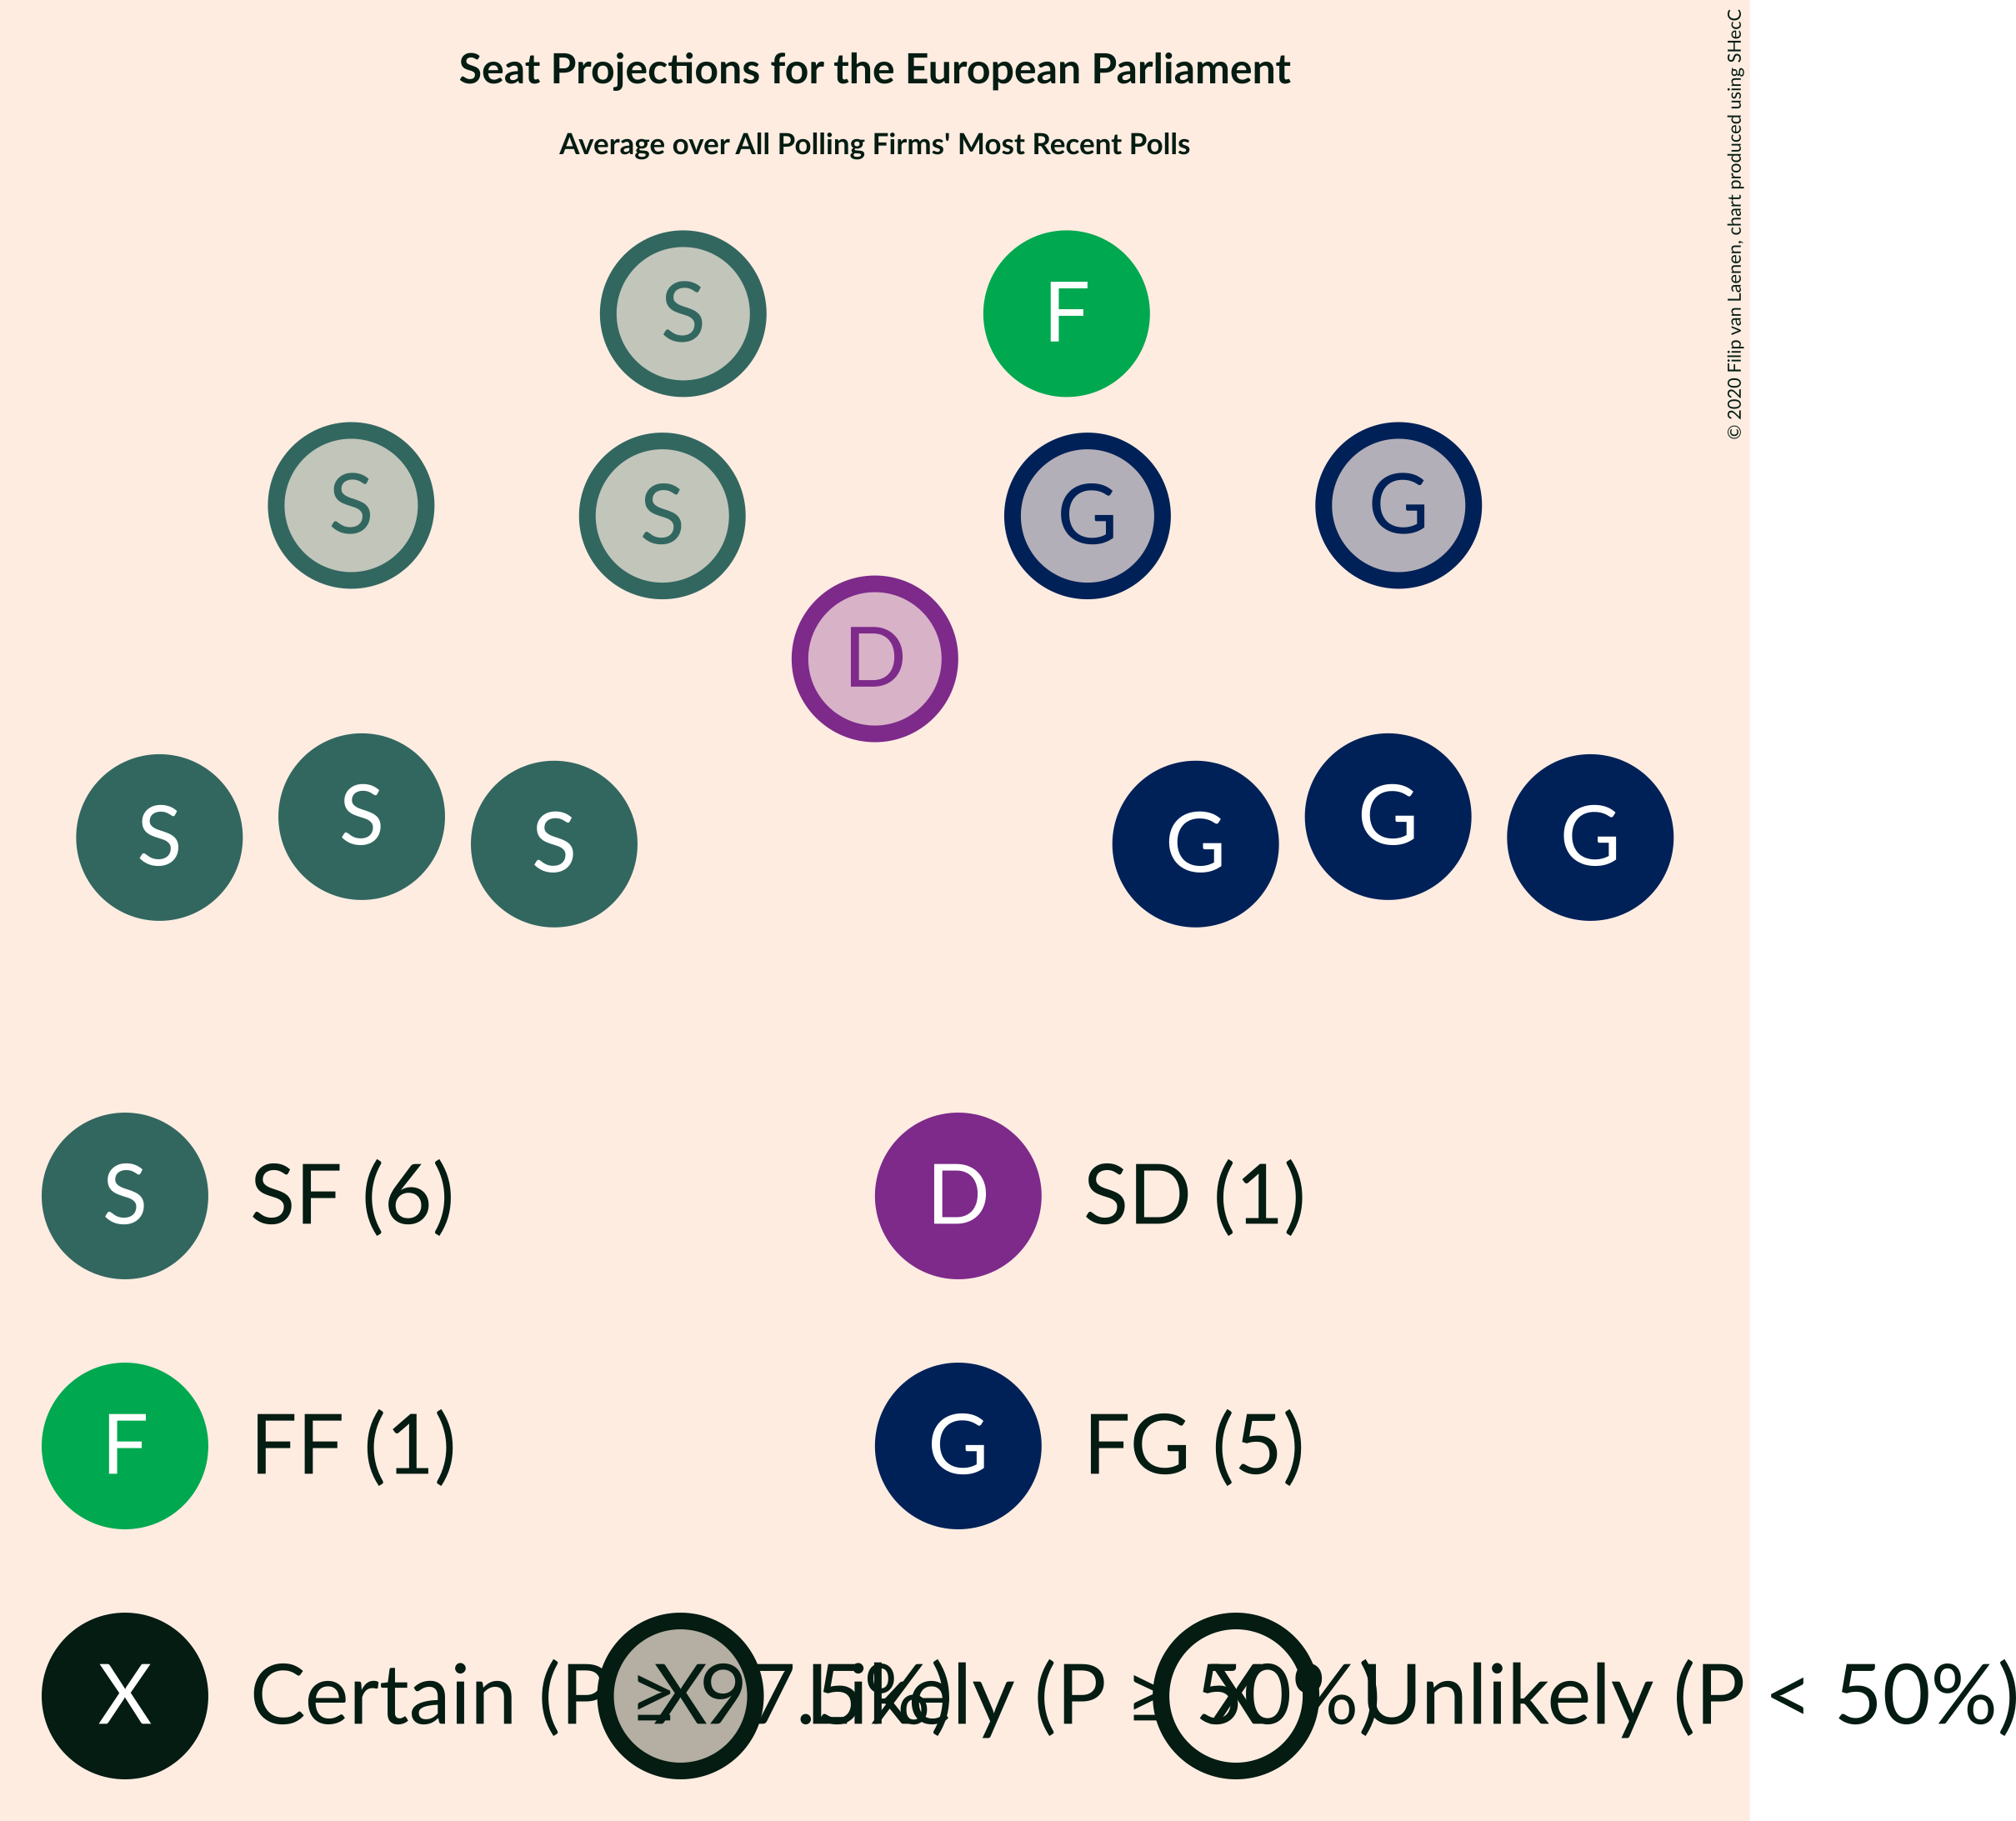 Seat Projections for the European Parliament
Average over All Polling Firms' Most Recent Polls
© 2020 Filip van Laenen, chart produced using SHecC
S F
S S G G
D
S S S G G G
S SF (6) D SD (1)
F FF (1) G FG (5)
X Certain (P ≥ 97.5%) X Likely (P ≥ 50%) X Unlikely (P < 50%)